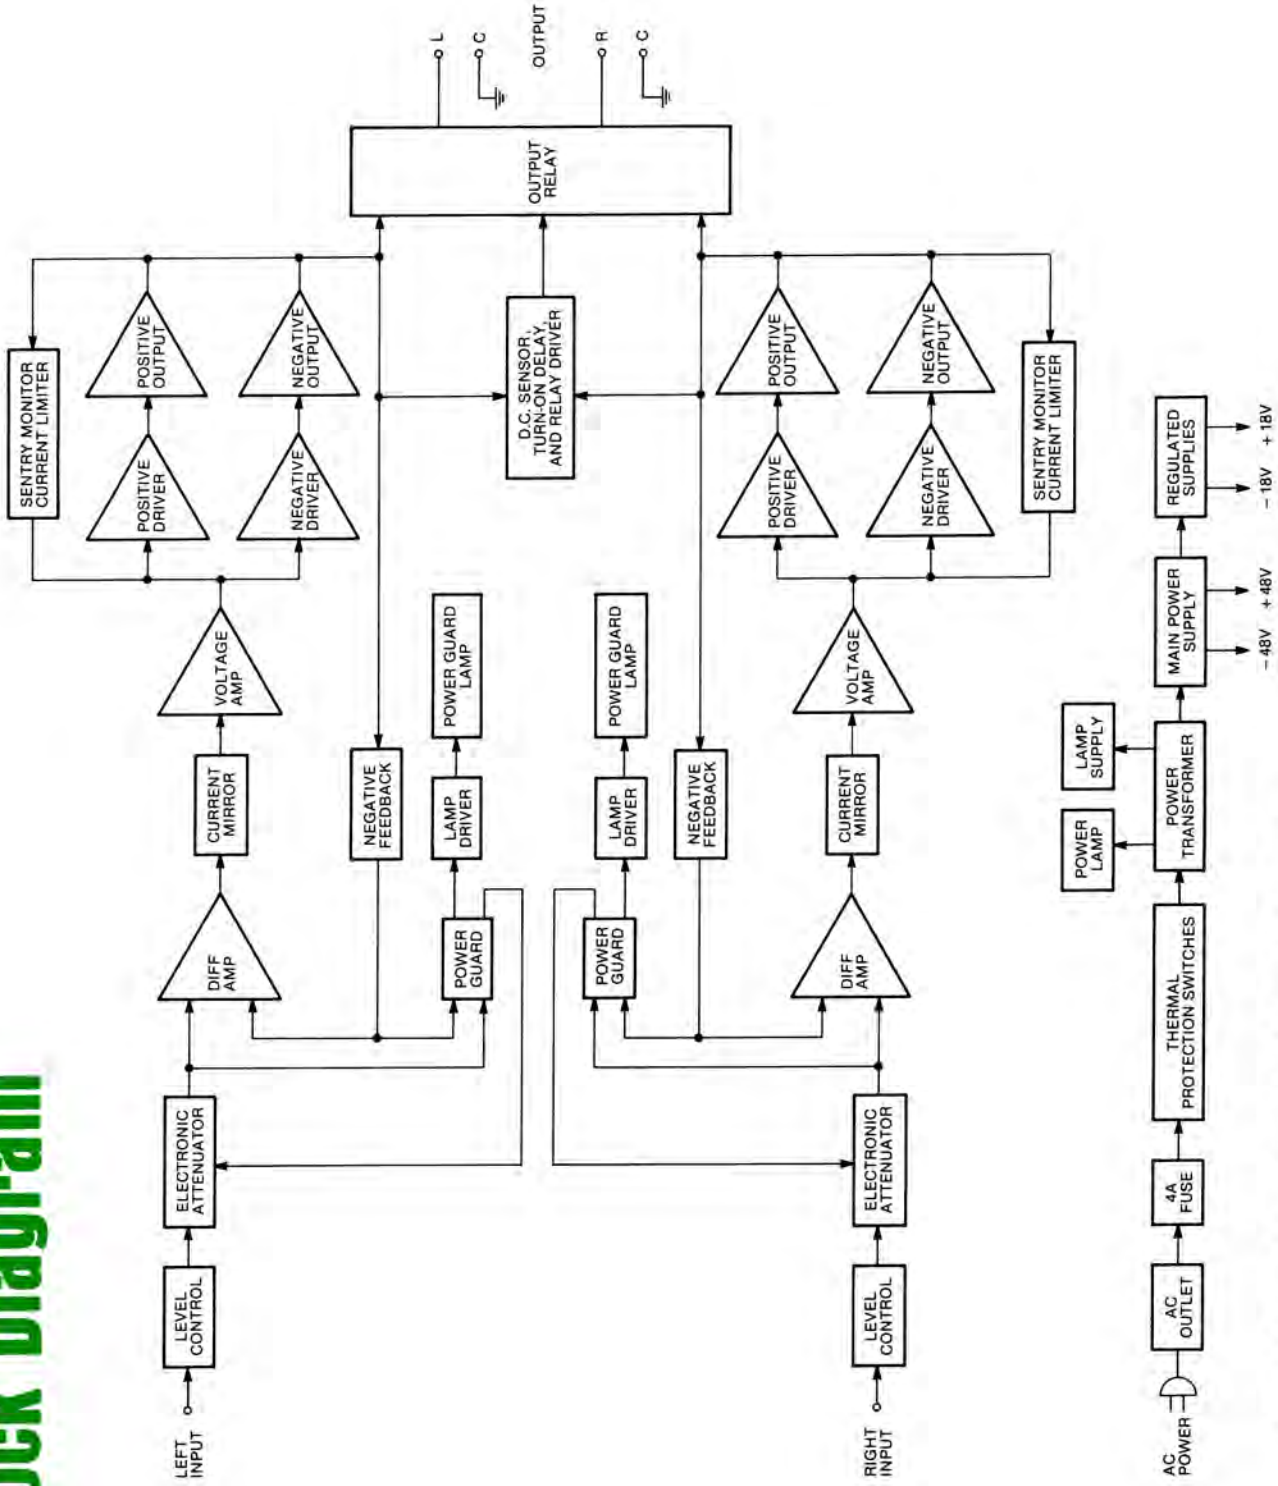 ock Diagram
LEFT
INPUT
LEVEL
CONTROL
ELECTRONIC
ATTENUATOR
DIFF
AMP
CURRENT
MIRROR
VOLTAGE
AMP
SENTRY MONITOR
CURRENT LIMITER
POSITIVE
DRIVER
POSITIVE
OUTPUT
NEGATIVE
DRIVER
NEGATIVE
OUTPUT
NEGATIVE
FEEDBACK
POWER
GUARD
LAMP
DRIVER
POWER GUARD
LAMP
D.C. SENSOR,
TURN-ON DELAY,
AND RELAY DRIVER
OUTPUT
RELAY
L
C
OUTPUT
R
C
POWER
GUARD
LAMP
DRIVER
POWER GUARD
LAMP
NEGATIVE
FEEDBACK
RIGHT
INPUT
LEVEL
CONTROL
ELECTRONIC
ATTENUATOR
DIFF
AMP
CURRENT
MIRROR
VOLTAGE
AMP
POSITIVE
DRIVER
POSITIVE
OUTPUT
NEGATIVE
DRIVER
NEGATIVE
OUTPUT
SENTRY MONITOR
CURRENT LIMITER
POWER
LAMP
LAMP
SUPPLY
AC
POWER
AC
OUTLET
4A
FUSE
THERMAL
PROTECTION SWITCHES
POWER
TRANSFORMER
MAIN POWER
SUPPLY
REGULATED
SUPPLIES
−48V +48V
−18V +18V